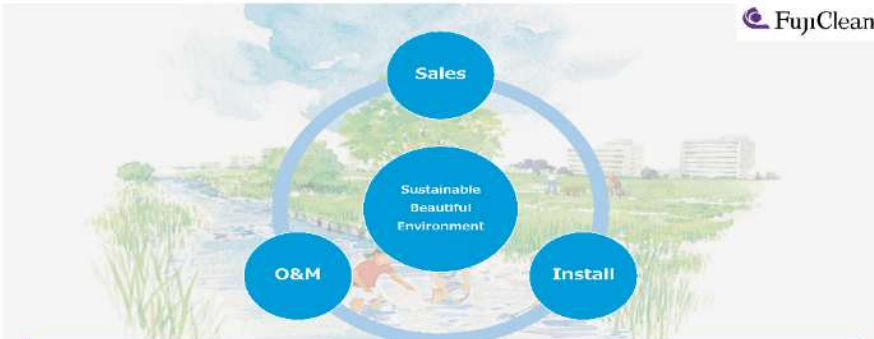 FujiClean
Sales
Sustainable
Beautiful
Environment
O&M
Install